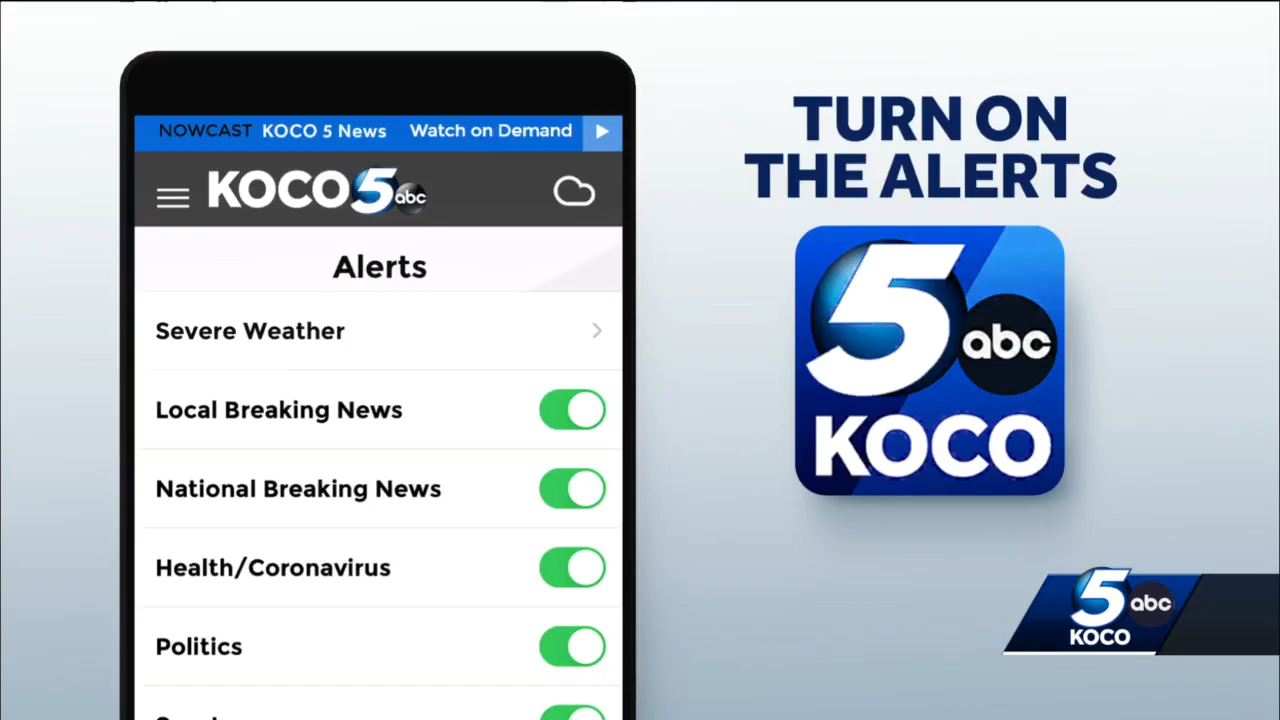 NOWCAST KOCO 5 News Watch on Demand
KOCO 5 abc
Alerts
Severe Weather
Local Breaking News
National Breaking News
Health/Coronavirus
Politics
TURN ON
THE ALERTS
5 abc
KOCO
5 abc
KOCO